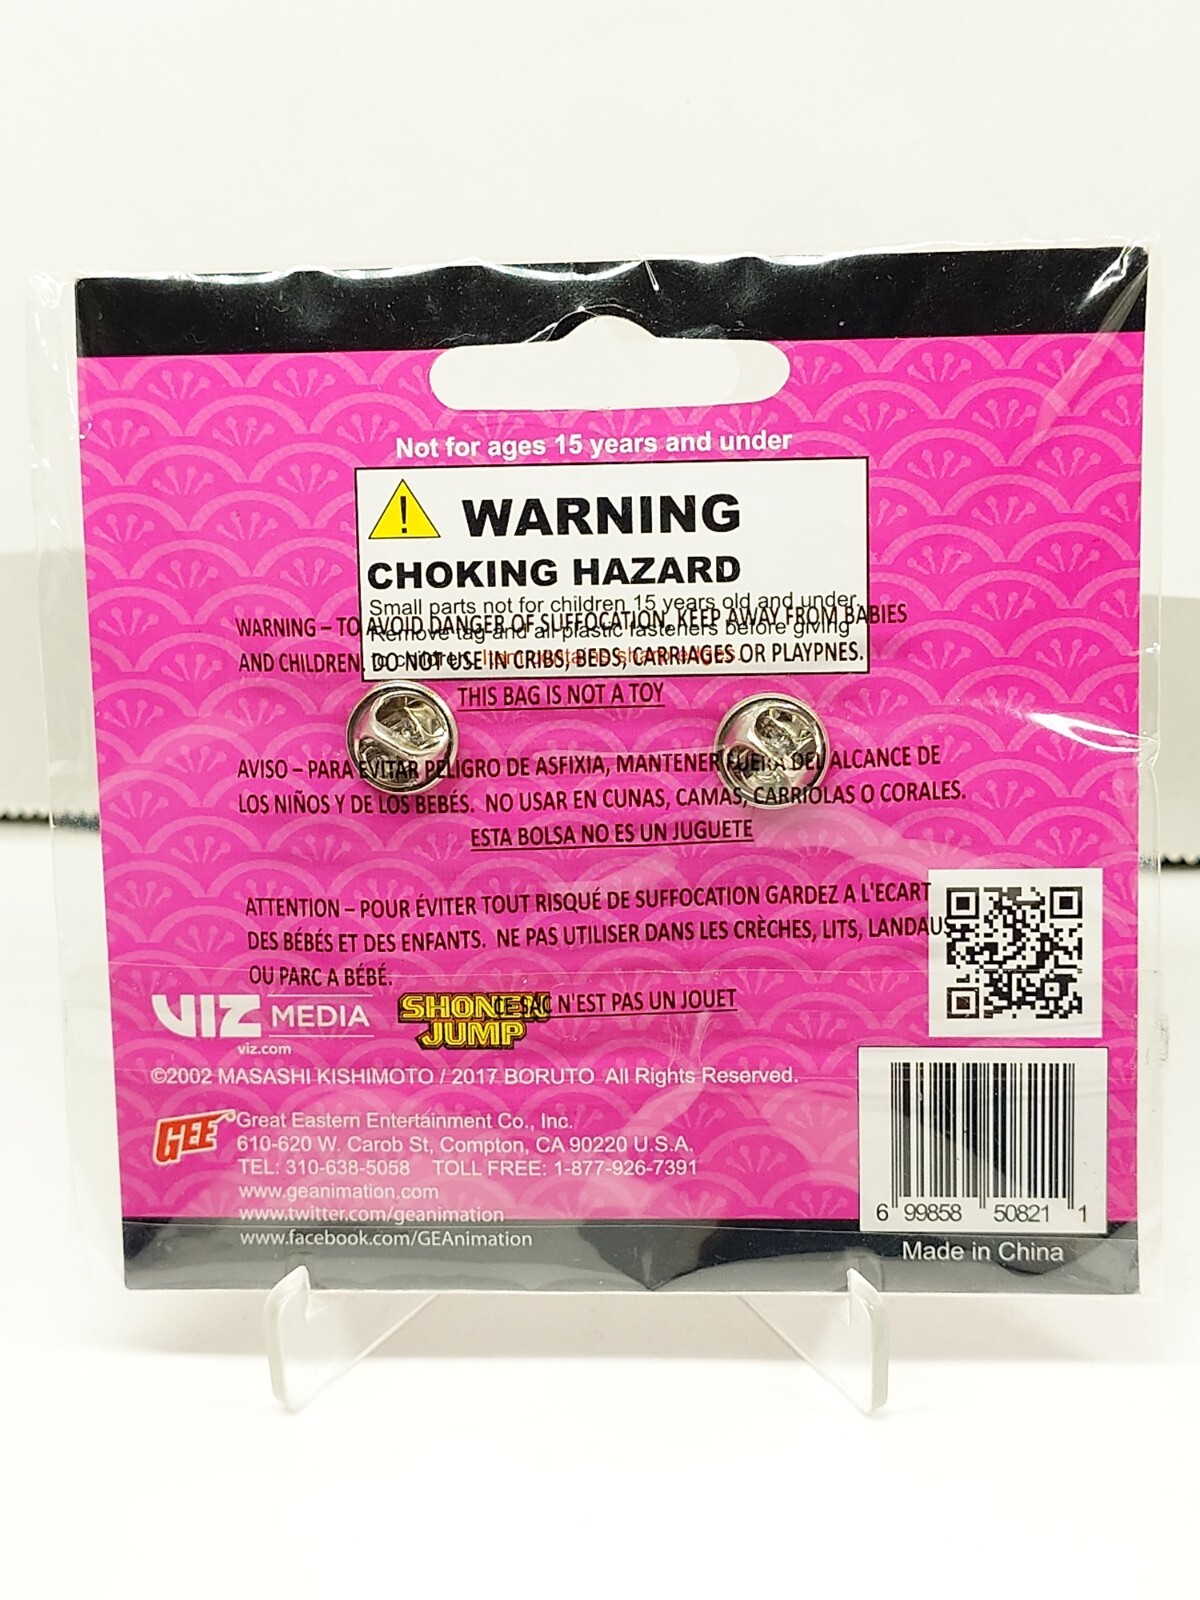 Not for ages 15 years and under
WARNING
CHOKING HAZARD
Small parts not for children 15 years old and under.
Remove tag and all plastic fasteners before giving
to children.
WARNING – TO AVOID DANGER OF SUFFOCATION, KEEP AWAY FROM BABIES
AND CHILDREN. DO NOT USE IN CRIBS, BEDS, CARRIAGES OR PLAYPNES.
THIS BAG IS NOT A TOY
AVISO – PARA EVITAR PELIGRO DE ASFIXIA, MANTENER FUERA DEL ALCANCE DE
LOS NIÑOS Y DE LOS BEBÉS. NO USAR EN CUNAS, CAMAS, CARRIOLAS O CORALES.
ESTA BOLSA NO ES UN JUGUETE
ATTENTION – POUR ÉVITER TOUT RISQUÉ DE SUFFOCATION GARDEZ A L'ECART
DES BÉBÉS ET DES ENFANTS. NE PAS UTILISER DANS LES CRÈCHES, LITS, LANDAUS
OU PARC A BÉBÉ.
CE SAC N'EST PAS UN JOUET
VIZ MEDIA
viz.com
SHONEN
JUMP
©2002 MASASHI KISHIMOTO / 2017 BORUTO All Rights Reserved.
GEE
Great Eastern Entertainment Co., Inc.
610-620 W. Carob St, Compton, CA 90220 U.S.A.
TEL: 310-638-5058 TOLL FREE: 1-877-926-7391
www.geanimation.com
www.twitter.com/geanimation
www.facebook.com/GEAnimation
6 99858 50821 1
Made in China